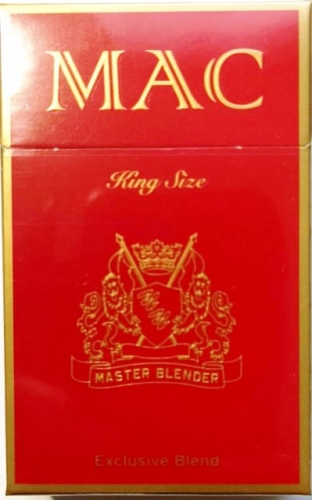 MAC
King Size
MASTER BLENDER
Exclusive Blend